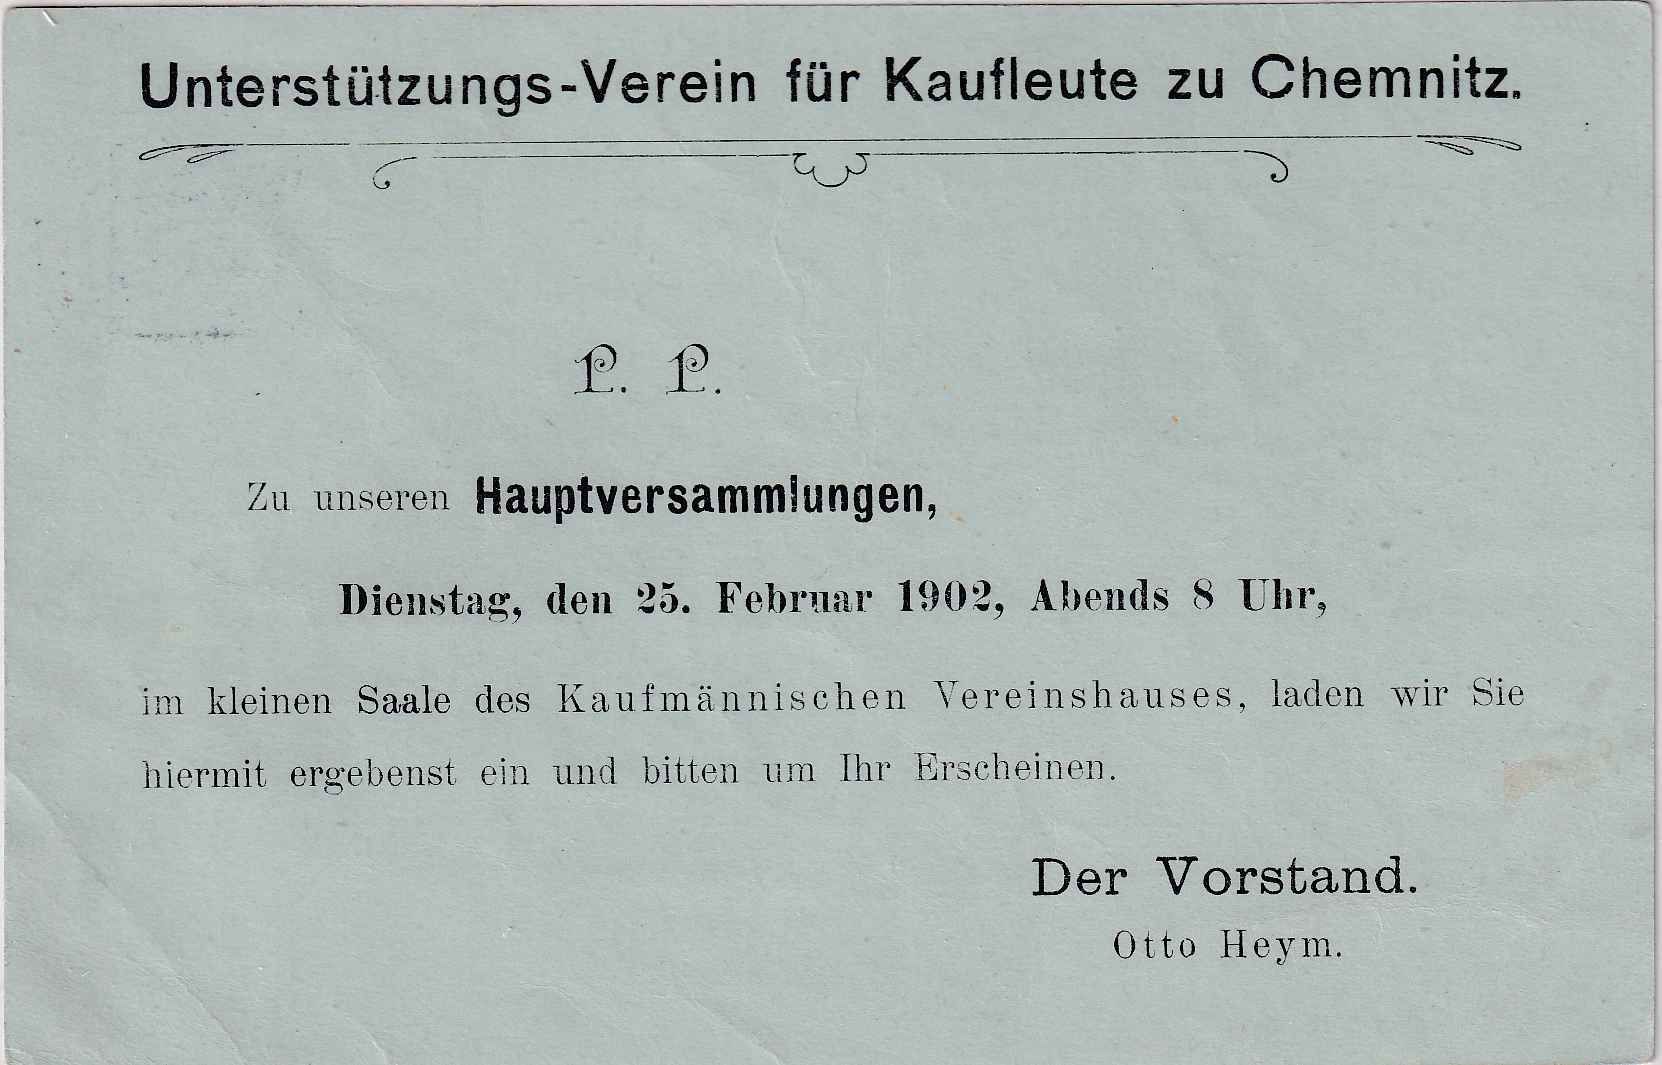 Unterstützungs-Verein für Kaufleute zu Chemnitz.
P. P.
Zu unseren Hauptversammlungen,
Dienstag, den 25. Februar 1902, Abends 8 Uhr,
im kleinen Saale des Kaufmännischen Vereinshauses, laden wir Sie
hiermit ergebenst ein und bitten um Ihr Erscheinen.
Der Vorstand.
Otto Heym.